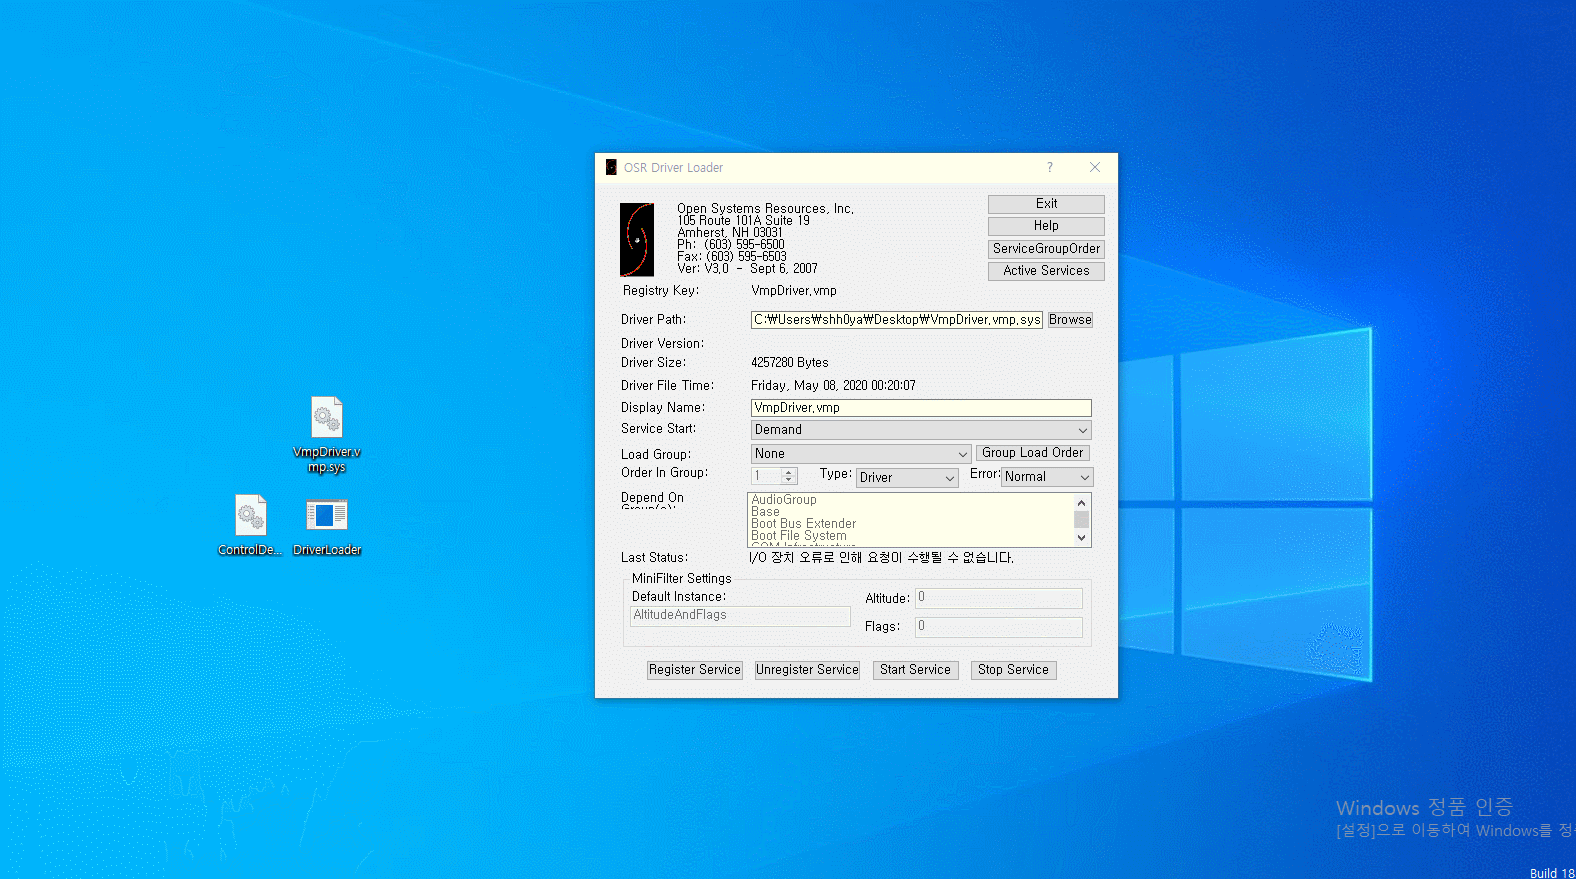 OSR Driver Loader
?
Open Systems Resources, Inc.
105 Route 101A Suite 19
Amherst, NH 03031
Ph: (603) 595-6500
Fax: (603) 595-6503
Ver: V3.0 - Sept 6, 2007
Exit
Help
ServiceGroupOrder
Active Services
Registry Key: VmpDriver.vmp
Driver Path: C:₩Users₩shh0ya₩Desktop₩VmpDriver.vmp.sys Browse
Driver Version:
Driver Size: 4257280 Bytes
Driver File Time: Friday, May 08, 2020 00:20:07
Display Name: VmpDriver.vmp
Service Start: Demand
Load Group: None Group Load Order
Order In Group: 1 Type: Driver Error: Normal
Depend On
Group(s):
AudioGroup
Base
Boot Bus Extender
Boot File System
COM Infrastructure
Last Status: I/O 장치 오류로 인해 요청이 수행될 수 없습니다.
MiniFilter Settings
Default Instance:
AltitudeAndFlags
Altitude: 0
Flags: 0
Register Service Unregister Service Start Service Stop Service
VmpDriver.v
mp.sys
ControlDe...
DriverLoader
Windows 정품 인증
[설정]으로 이동하여 Windows를 정
Build 18